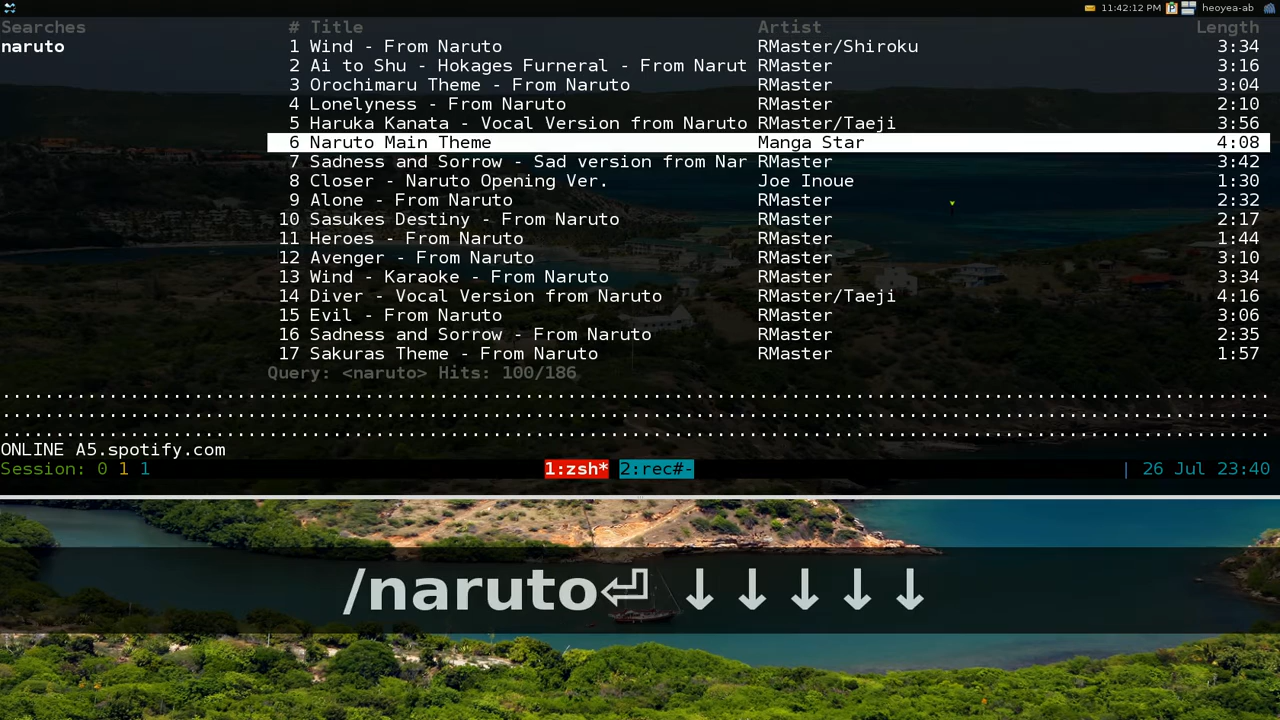 11:42:12 PM heoyea-ab
Searches # Title Artist Length
naruto 1 Wind - From Naruto RMaster/Shiroku 3:34
2 Ai to Shu - Hokages Furneral - From Narut RMaster 3:16
3 Orochimaru Theme - From Naruto RMaster 3:04
4 Lonelyness - From Naruto RMaster 2:10
5 Haruka Kanata - Vocal Version from Naruto RMaster/Taeji 3:56
6 Naruto Main Theme Manga Star 4:08
7 Sadness and Sorrow - Sad version from Nar RMaster 3:42
8 Closer - Naruto Opening Ver. Joe Inoue 1:30
9 Alone - From Naruto RMaster 2:32
10 Sasukes Destiny - From Naruto RMaster 2:17
11 Heroes - From Naruto RMaster 1:44
12 Avenger - From Naruto RMaster 3:10
13 Wind - Karaoke - From Naruto RMaster 3:34
14 Diver - Vocal Version from Naruto RMaster/Taeji 4:16
15 Evil - From Naruto RMaster 3:06
16 Sadness and Sorrow - From Naruto RMaster 2:35
17 Sakuras Theme - From Naruto RMaster 1:57
Query: <naruto> Hits: 100/186
ONLINE A5.spotify.com
Session: 0 1 1 1:zsh* 2:rec#- | 26 Jul 23:40
/naruto⏎ ↓↓↓↓↓